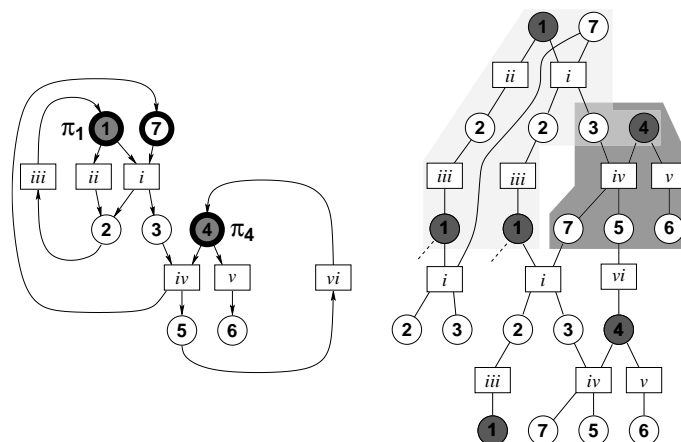 1 7
ii i
π1 1 7
2 2 3 4
iii ii i
iii iii iv v
2 3 4 π4
1 1 7 5 6
iv v vi
i i vi
5 6
2 3 2 3 4
iii iv v
1 7 5 6